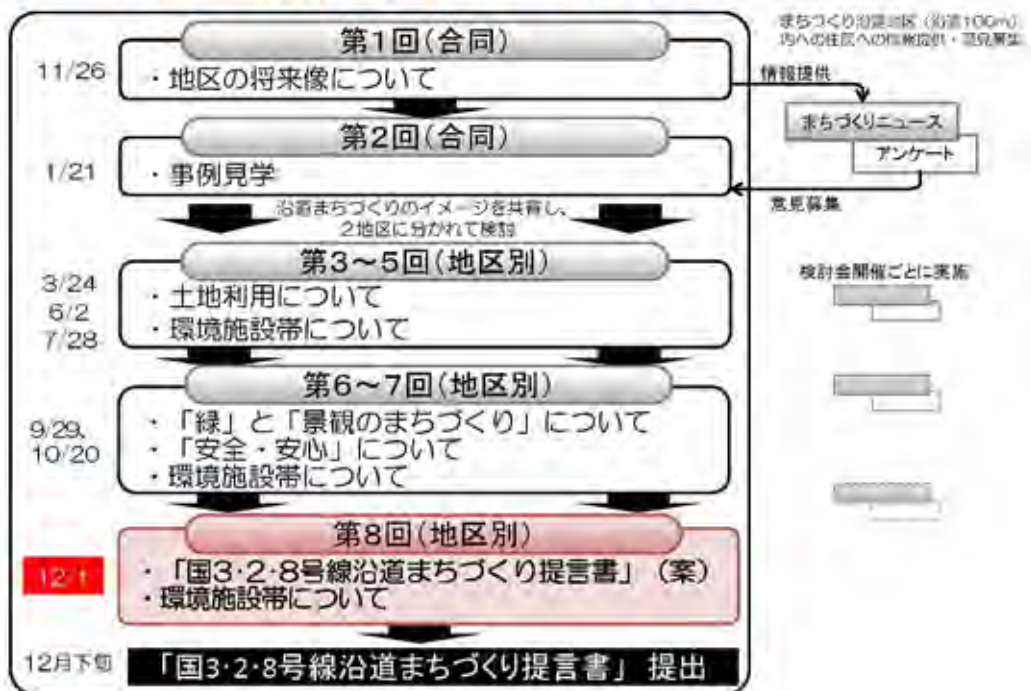 第1回(合同)
11/26
・地区の将来像について
まちづくり沿道地区(沿道100m)
内への住民への情報提供・意見募集
情報提供
まちづくりニュース
アンケート
意見募集
第2回(合同)
1/21
・事例見学
沿道まちづくりのイメージを共有し、
2地区に分かれて検討
第3~5回(地区別)
3/24
6/2
7/28
・土地利用について
・環境施設帯について
検討会開催ごとに実施
第6~7回(地区別)
9/29、
10/20
・「緑」と「景観のまちづくり」について
・「安全・安心」について
・環境施設帯について
第8回(地区別)
12/1
・「国3・2・8号線沿道まちづくり提言書」(案)
・環境施設帯について
12月下旬
「国3・2・8号線沿道まちづくり提言書」 提出